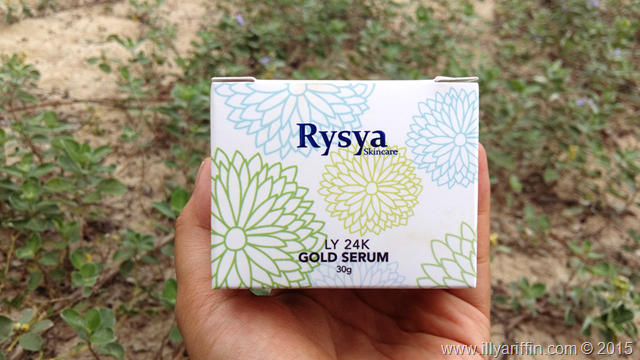 Rysya
Skincare
LY 24K
GOLD SERUM
30g
www.illyariffin.com © 2015